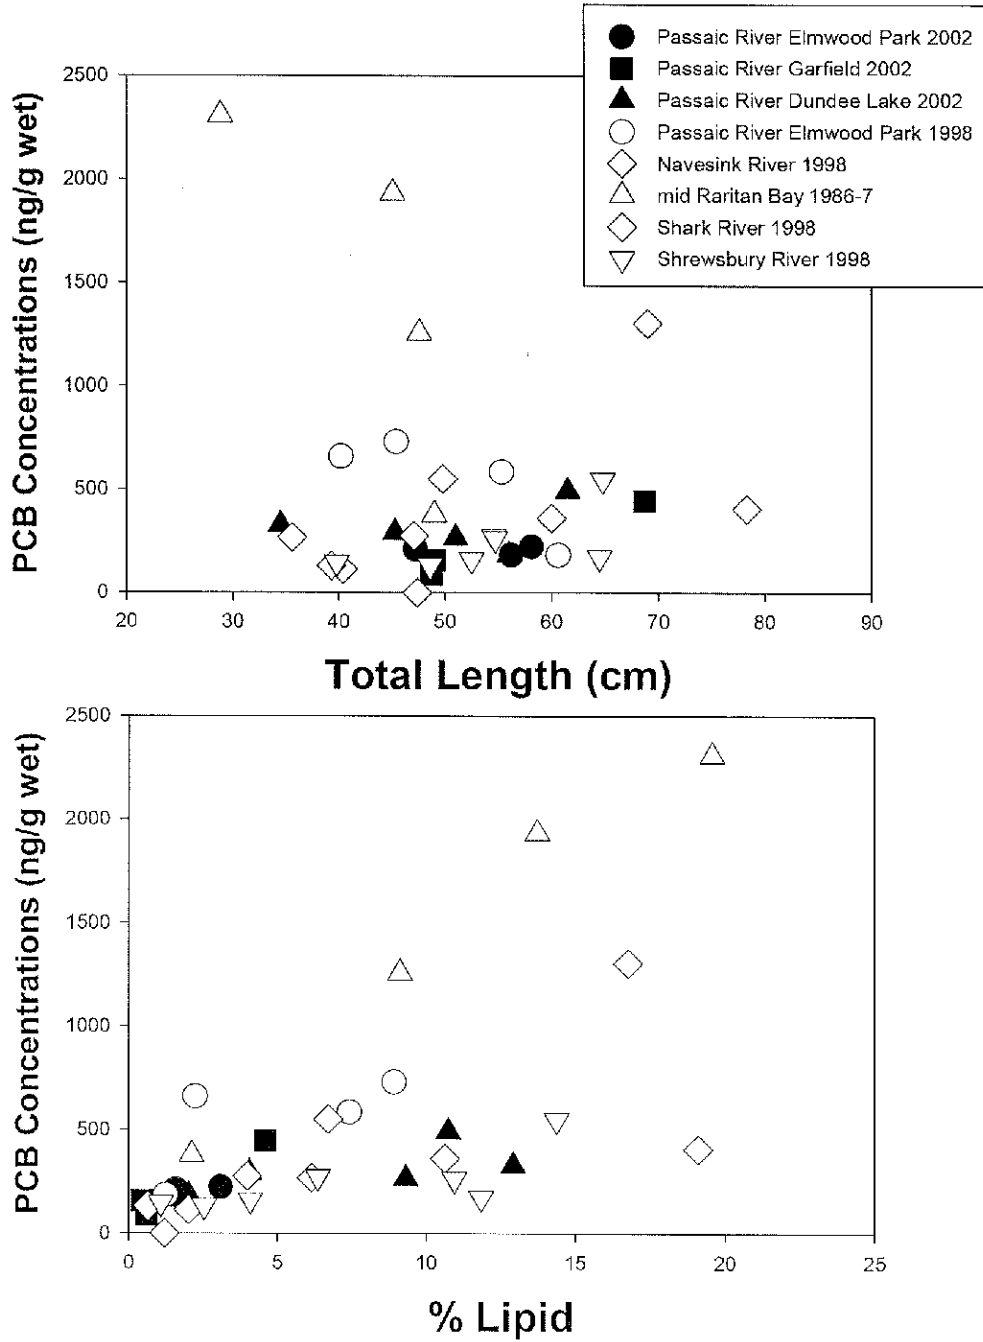 Passaic River Elmwood Park 2002
Passaic River Garfield 2002
Passaic River Dundee Lake 2002
Passaic River Elmwood Park 1998
Navesink River 1998
mid Raritan Bay 1986-7
Shark River 1998
Shrewsbury River 1998
PCB Concentrations (ng/g wet)
2500
2000
1500
1000
500
0
20 30 40 50 60 70 80 90
Total Length (cm)
PCB Concentrations (ng/g wet)
2500
2000
1500
1000
500
0
0 5 10 15 20 25
% Lipid